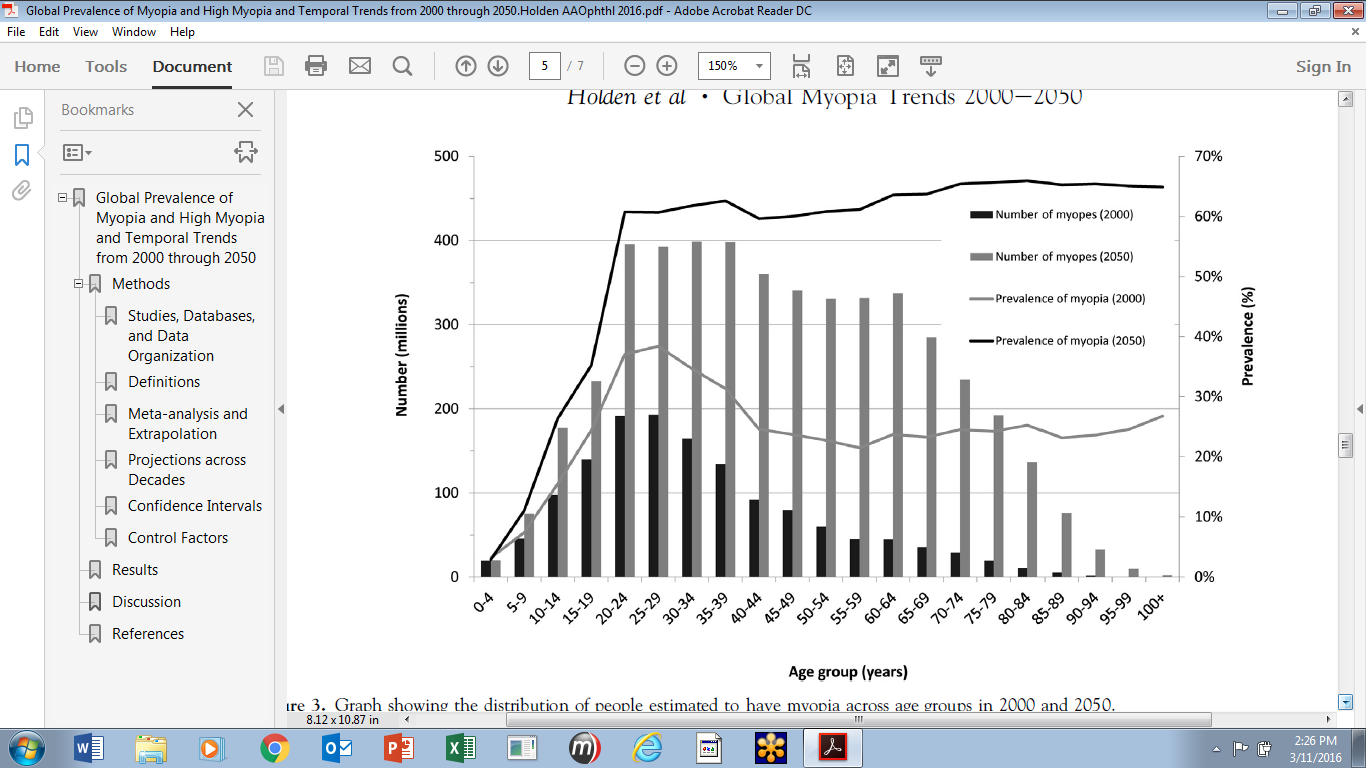 Global Prevalence of Myopia and High Myopia and Temporal Trends from 2000 through 2050.Holden AAOphthl 2016.pdf - Adobe Acrobat Reader DC
File Edit View Window Help
Home Tools Document 5 / 7 150% Sign In
Bookmarks
Global Prevalence of
Myopia and High Myopia
and Temporal Trends
from 2000 through 2050
Methods
Studies, Databases,
and Data
Organization
Definitions
Meta-analysis and
Extrapolation
Projections across
Decades
Confidence Intervals
Control Factors
Results
Discussion
References
Holden et al • Global Myopia Trends 2000–2050
500
400
300
200
100
0
Number (millions)
70%
60%
50%
40%
30%
20%
10%
0%
Prevalence (%)
Number of myopes (2000)
Number of myopes (2050)
Prevalence of myopia (2000)
Prevalence of myopia (2050)
0-4 5-9 10-14 15-19 20-24 25-29 30-34 35-39 40-44 45-49 50-54 55-59 60-64 65-69 70-74 75-79 80-84 85-89 90-94 95-99 100+
Age group (years)
ure 3. Graph showing the distribution of people estimated to have myopia across age groups in 2000 and 2050.
8.12 x 10.87 in
2:26 PM
3/11/2016